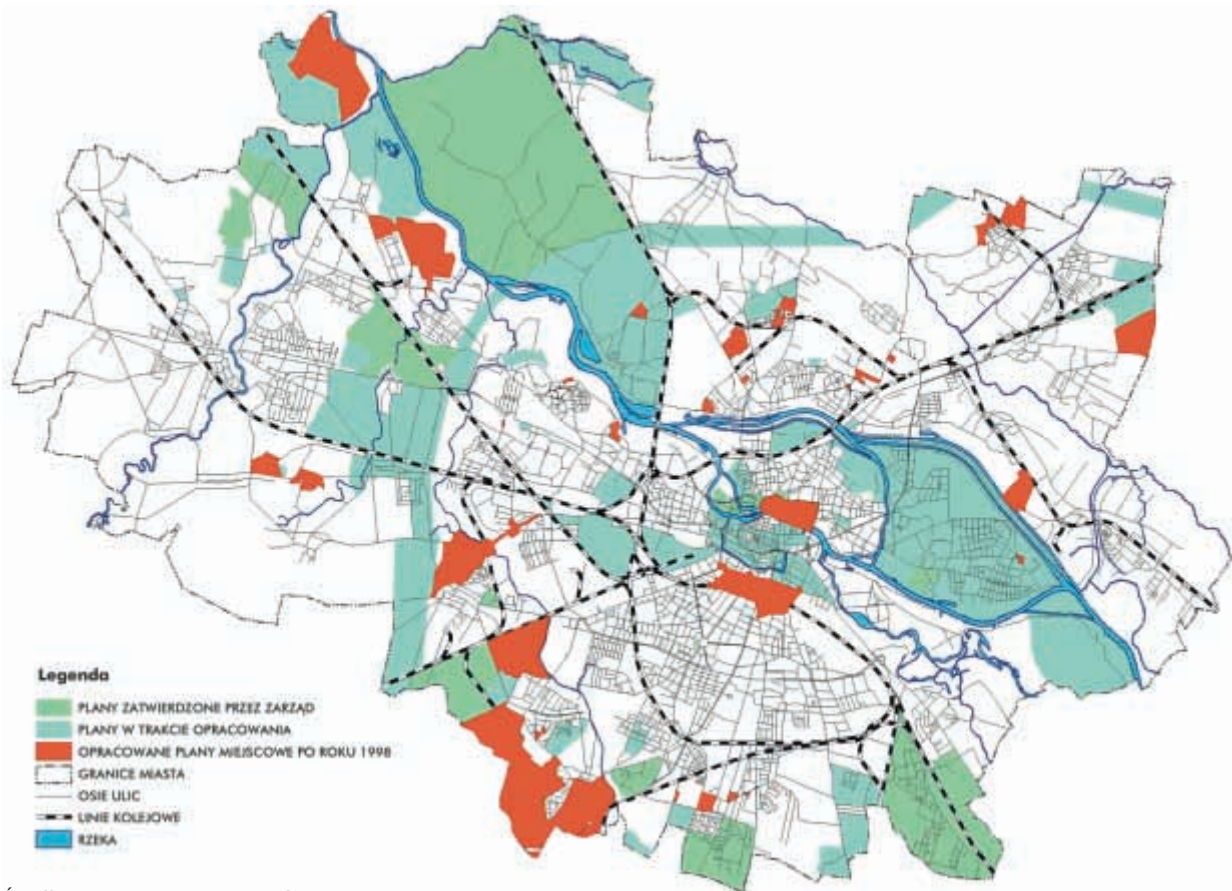 Legenda
PLANY ZATWIERDZONE PRZEZ ZARZĄD
PLANY W TRAKCIE OPRACOWANIA
OPRACOWANE PLANY MIEJSCOWE PO ROKU 1998
GRANICE MIASTA
OSIE ULIC
LINIE KOLEJOWE
RZEKA